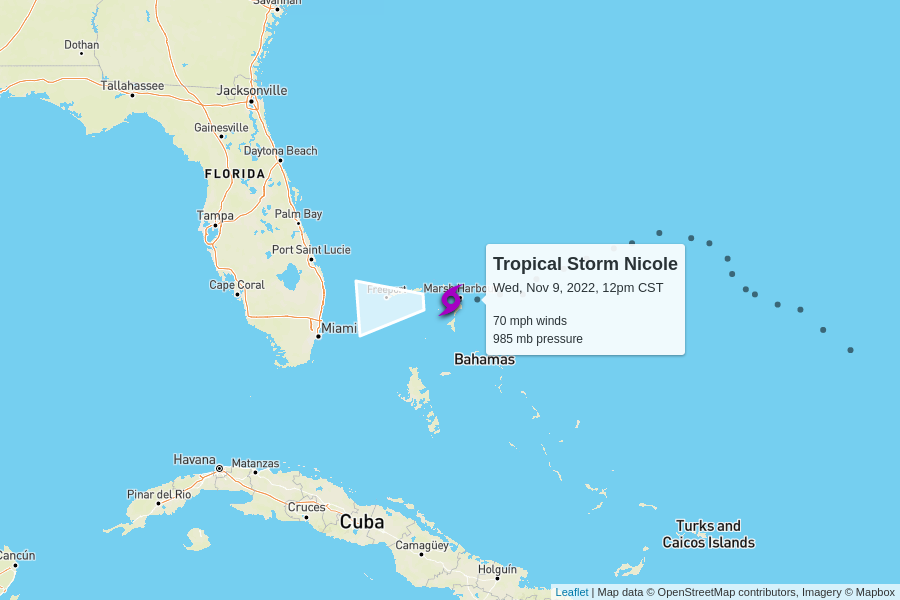 Savannah
Dothan
Tallahassee
Jacksonville
Gainesville
Daytona Beach
FLORIDA
Tampa
Palm Bay
Port Saint Lucie
Cape Coral
Freeport
Marsh Harbo
Miami
Tropical Storm Nicole
Wed, Nov 9, 2022, 12pm CST
70 mph winds
985 mb pressure
Bahamas
Havana
Matanzas
Pinar del Rio
Cruces
Cuba
Camagüey
Holguín
Cancún
Turks and
Caicos Islands
Leaflet | Map data © OpenStreetMap contributors, Imagery © Mapbox